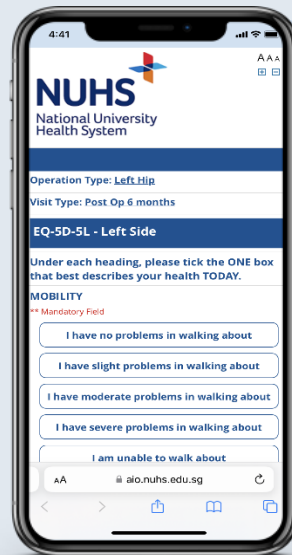 4:41
AAA
NUHS
National University
Health System
Operation Type: Left Hip
Visit Type: Post Op 6 months
EQ-5D-5L - Left Side
Under each heading, please tick the ONE box
that best describes your health TODAY.
MOBILITY
** Mandatory Field
I have no problems in walking about
I have slight problems in walking about
I have moderate problems in walking about
I have severe problems in walking about
I am unable to walk about
AA aio.nuhs.edu.sg